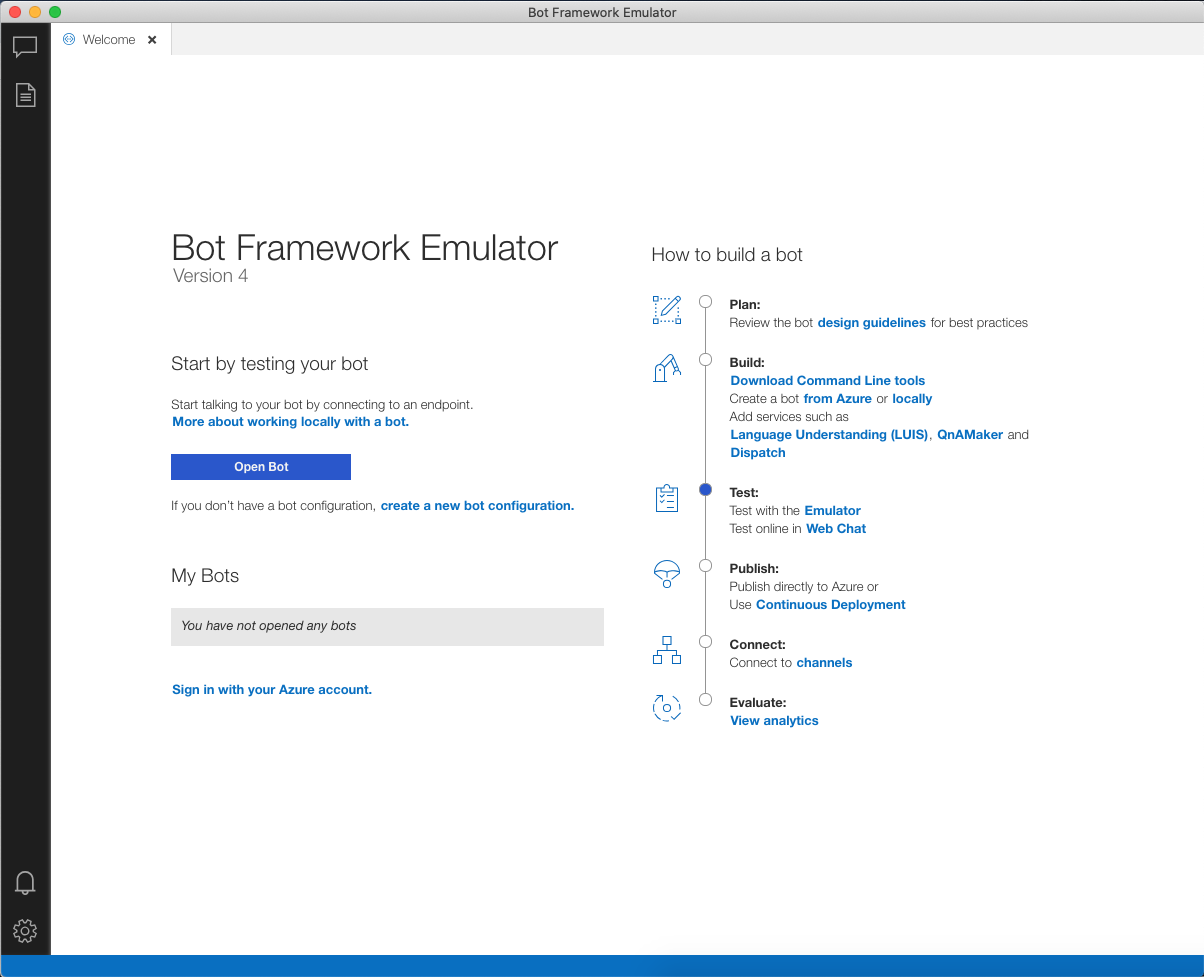 Bot Framework Emulator
Welcome
Bot Framework Emulator
Version 4
Start by testing your bot
Start talking to your bot by connecting to an endpoint.
More about working locally with a bot.
Open Bot
If you don't have a bot configuration, create a new bot configuration.
My Bots
You have not opened any bots
Sign in with your Azure account.
How to build a bot
Plan:
Review the bot design guidelines for best practices
Build:
Download Command Line tools
Create a bot from Azure or locally
Add services such as
Language Understanding (LUIS), QnAMaker and
Dispatch
Test:
Test with the Emulator
Test online in Web Chat
Publish:
Publish directly to Azure or
Use Continuous Deployment
Connect:
Connect to channels
Evaluate:
View analytics